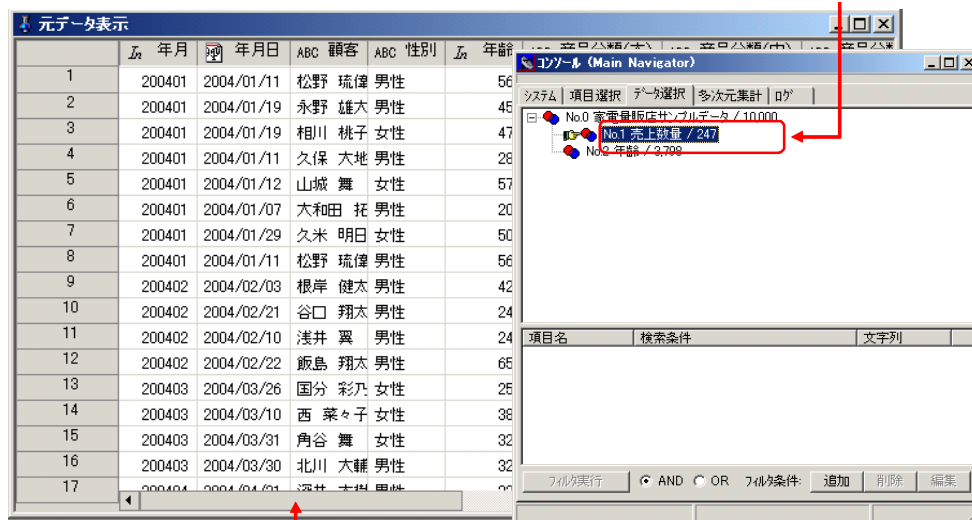 元データ表示
年月 年月日 ABC 顧客 ABC 性別 年齢
1 200401 2004/01/11 松野 琉偉 男性 56
2 200401 2004/01/19 永野 雄大 男性 45
3 200401 2004/01/19 相川 桃子 女性 47
4 200401 2004/01/11 久保 大地 男性 28
5 200401 2004/01/12 山城 舞 女性 57
6 200401 2004/01/07 大和田 拓 男性 20
7 200401 2004/01/29 久米 明日 女性 50
8 200401 2004/01/11 松野 琉偉 男性 56
9 200402 2004/02/03 根岸 健太 男性 42
10 200402 2004/02/21 谷口 翔太 男性 24
11 200402 2004/02/10 浅井 翼 男性 24
12 200402 2004/02/22 飯島 翔太 男性 65
13 200403 2004/03/26 国分 彩乃 女性 25
14 200403 2004/03/10 西 菜々子 女性 38
15 200403 2004/03/31 角谷 舞 女性 32
16 200403 2004/03/30 北川 大輔 男性 32
17
コンソール (Main Navigator)
システム 項目選択 データ選択 多次元集計 ログ
No.0 家電量販店サンプルデータ / 10,000
No.1 売上数量 / 247
No.2 年齢 / 3,798
項目名 検索条件 文字列
フィルタ実行 AND OR フィルタ条件: 追加 削除 編集